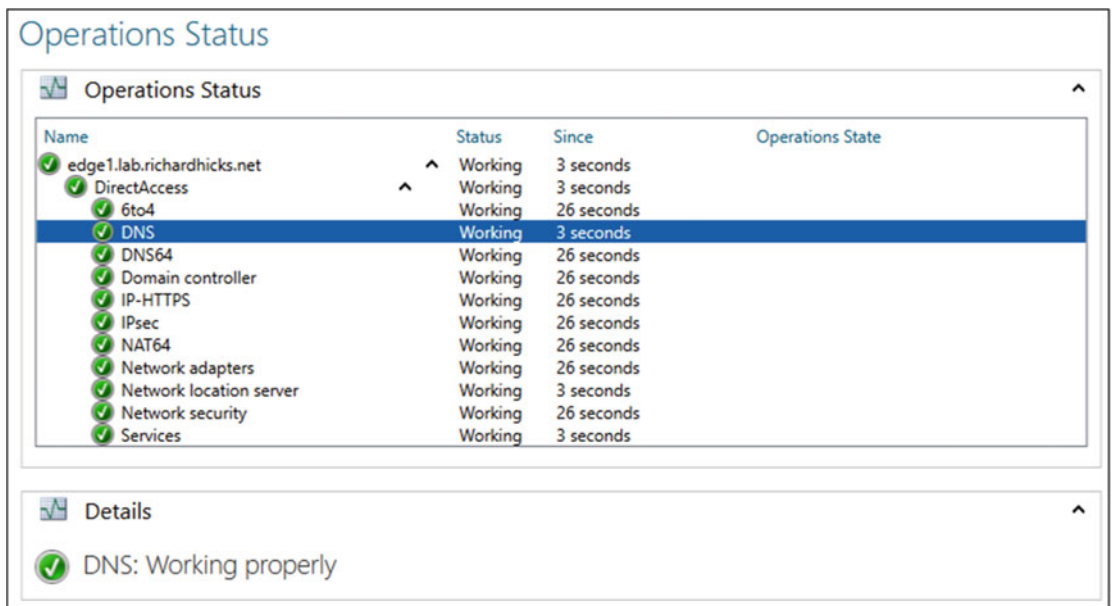 Operations Status
Operations Status
Name Status Since Operations State
edge1.lab.richardhicks.net Working 3 seconds
DirectAccess Working 3 seconds
6to4 Working 26 seconds
DNS Working 3 seconds
DNS64 Working 26 seconds
Domain controller Working 26 seconds
IP-HTTPS Working 26 seconds
IPsec Working 26 seconds
NAT64 Working 26 seconds
Network adapters Working 26 seconds
Network location server Working 3 seconds
Network security Working 26 seconds
Services Working 3 seconds
Details
DNS: Working properly